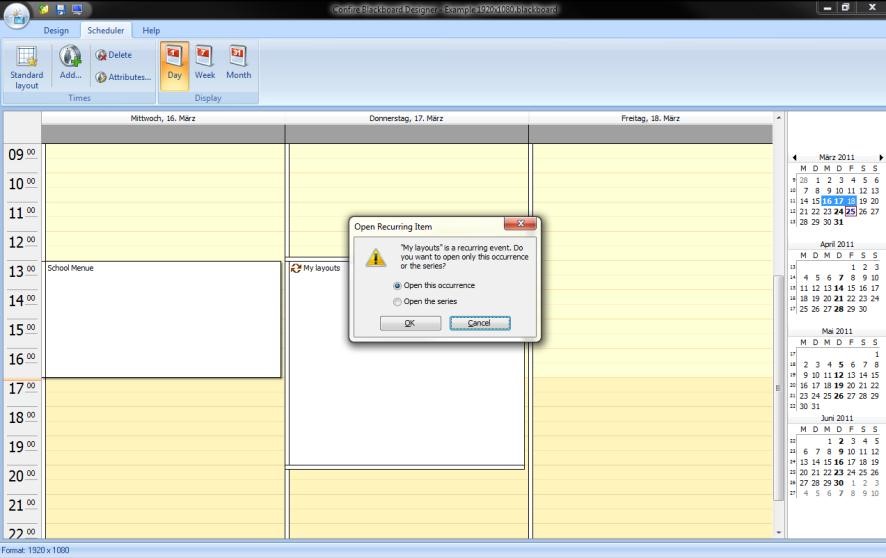 Confire Blackboard Designer - Example1920x1080.blackboard
Design Scheduler Help
Standard layout
Add...
Delete
Attributes...
Day
Week
Month
Times
Display
Mittwoch, 16. März
Donnerstag, 17. März
Freitag, 18. März
09 00
10 00
11 00
12 00
13 00
14 00
15 00
16 00
17 00
18 00
19 00
20 00
21 00
22 00
School Menue
My layouts
Open Recurring Item
"My layouts" is a recurring event. Do
you want to open only this occurrence
or the series?
Open this occurrence
Open the series
OK
Cancel
März 2011
M D M D F S S
9 28 1 2 3 4 5 6
10 7 8 9 10 11 12 13
11 14 15 16 17 18 19 20
12 21 22 23 24 25 26 27
13 28 29 30 31
April 2011
M D M D F S S
13 1 2 3
14 4 5 6 7 8 9 10
15 11 12 13 14 15 16 17
16 18 19 20 21 22 23 24
17 25 26 27 28 29 30
Mai 2011
M D M D F S S
17 1
18 2 3 4 5 6 7 8
19 9 10 11 12 13 14 15
20 16 17 18 19 20 21 22
21 23 24 25 26 27 28 29
22 30 31
Juni 2011
M D M D F S S
22 1 2 3 4 5
23 6 7 8 9 10 11 12
24 13 14 15 16 17 18 19
25 20 21 22 23 24 25 26
26 27 28 29 30 1 2 3
27 4 5 6 7 8 9 10
Format: 1920 x 1080